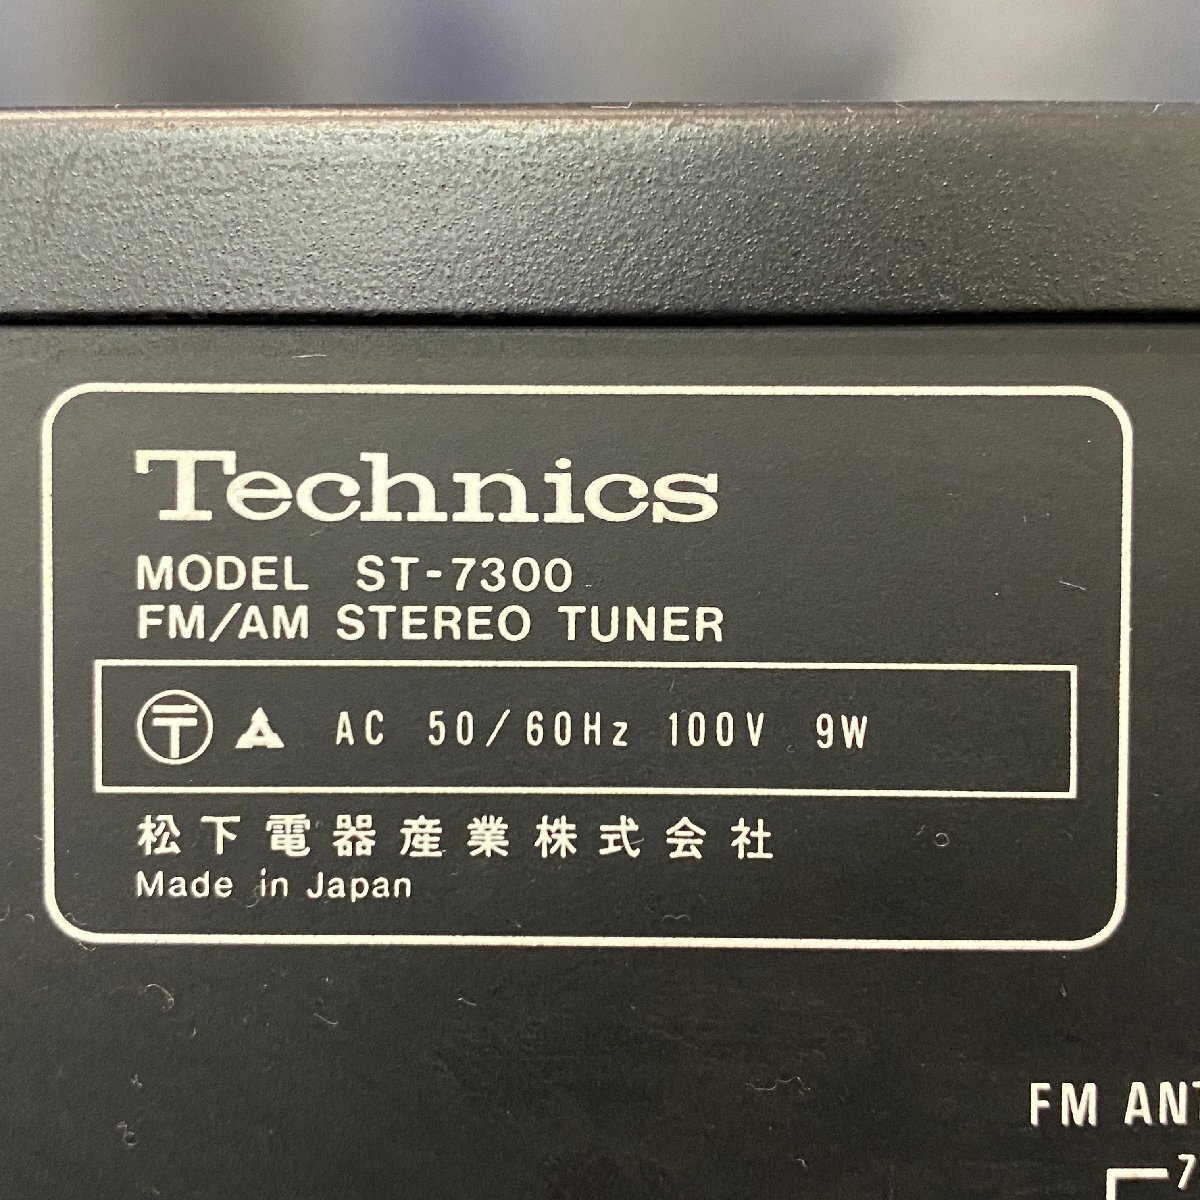 Technics
MODEL ST-7300
FM/AM STEREO TUNER
〒 AC 50/60Hz 100V 9W
松下電器産業株式会社
Made in Japan
FM ANT
7